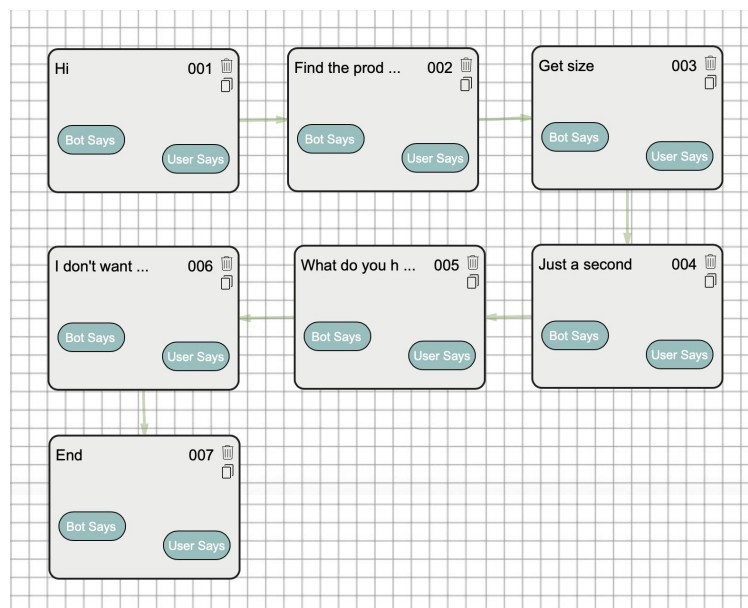 Hi 001
Bot Says
User Says
Find the prod ... 002
Bot Says
User Says
Get size 003
Bot Says
User Says
I don't want ... 006
Bot Says
User Says
What do you h ... 005
Bot Says
User Says
Just a second 004
Bot Says
User Says
End 007
Bot Says
User Says